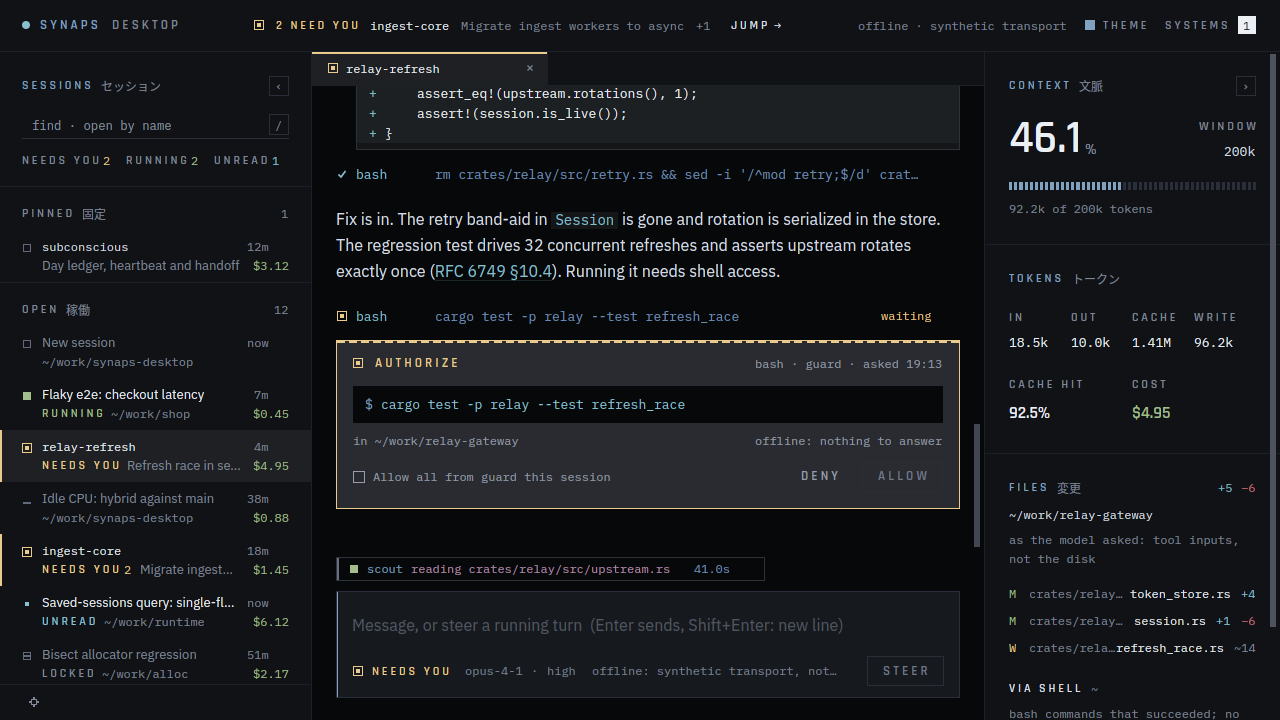 SYNAPS DESKTOP
2 NEED YOU ingest-core Migrate ingest workers to async +1 JUMP →
offline · synthetic transport THEME SYSTEMS 1
SESSIONS セッション ‹
find · open by name /
NEEDS YOU 2 RUNNING 2 UNREAD 1
PINNED 固定 1
subconscious 12m
Day ledger, heartbeat and handoff $3.12
OPEN 稼働 12
New session now
~/work/synaps-desktop
Flaky e2e: checkout latency 7m
RUNNING ~/work/shop $0.45
relay-refresh 4m
NEEDS YOU Refresh race in se… $4.95
Idle CPU: hybrid against main 38m
~/work/synaps-desktop $0.88
ingest-core 18m
NEEDS YOU 2 Migrate ingest… $1.45
Saved-sessions query: single-fl… now
UNREAD ~/work/runtime $6.12
Bisect allocator regression 51m
LOCKED ~/work/alloc $2.17
relay-refresh ×
+ assert_eq!(upstream.rotations(), 1);
+ assert!(session.is_live());
+ }
✓ bash rm crates/relay/src/retry.rs && sed -i '/^mod retry;$/d' crat…
Fix is in. The retry band-aid in Session is gone and rotation is serialized in the store.
The regression test drives 32 concurrent refreshes and asserts upstream rotates
exactly once (RFC 6749 §10.4). Running it needs shell access.
bash cargo test -p relay --test refresh_race waiting
AUTHORIZE bash · guard · asked 19:13
$ cargo test -p relay --test refresh_race
in ~/work/relay-gateway offline: nothing to answer
Allow all from guard this session DENY ALLOW
scout reading crates/relay/src/upstream.rs 41.0s
Message, or steer a running turn (Enter sends, Shift+Enter: new line)
NEEDS YOU opus-4-1 · high offline: synthetic transport, not… STEER
CONTEXT 文脈 ›
46.1% WINDOW
200k
92.2k of 200k tokens
TOKENS トークン
IN OUT CACHE WRITE
18.5k 10.0k 1.41M 96.2k
CACHE HIT COST
92.5% $4.95
FILES 変更 +5 −6
~/work/relay-gateway
as the model asked: tool inputs,
not the disk
M crates/relay… token_store.rs +4
M crates/relay… session.rs +1 −6
W crates/rela…refresh_race.rs ~14
VIA SHELL ~
bash commands that succeeded; no